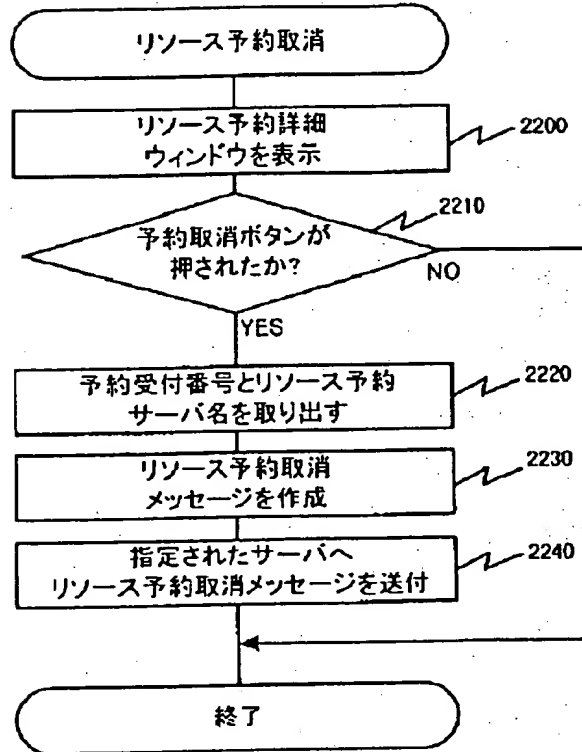 リソース予約取消
リソース予約詳細
ウィンドウを表示
2200
予約取消ボタンが
押されたか?
2210
NO
YES
予約受付番号とリソース予約
サーバ名を取り出す
2220
リソース予約取消
メッセージを作成
2230
指定されたサーバへ
リソース予約取消メッセージを送付
2240
終了